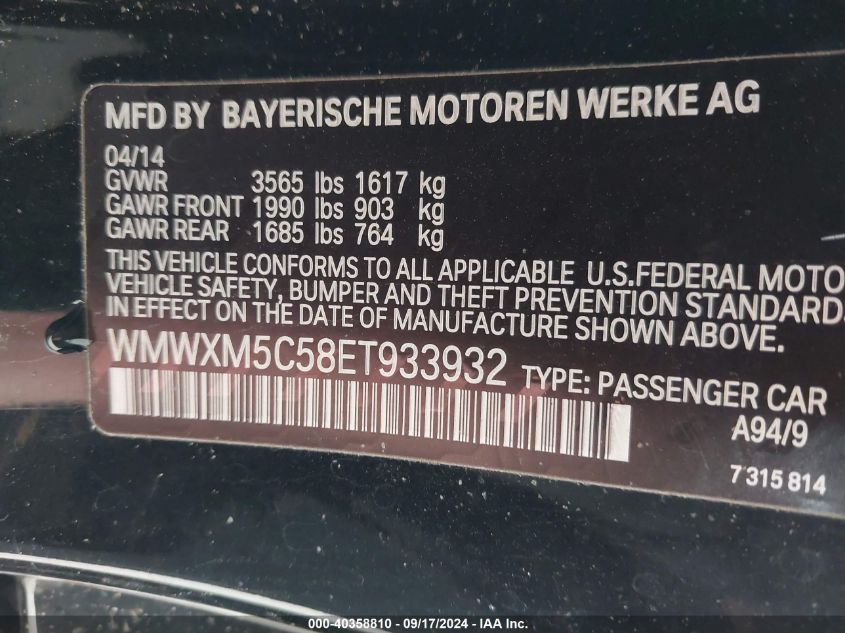 MFD BY BAYERISCHE MOTOREN WERKE AG
04/14
GVWR 3565 lbs 1617 kg
GAWR FRONT 1990 lbs 903 kg
GAWR REAR 1685 lbs 764 kg
THIS VEHICLE CONFORMS TO ALL APPLICABLE U.S.FEDERAL MOTO
VEHICLE SAFETY, BUMPER AND THEFT PREVENTION STANDARD
IN EFFECT ON THE DATE OF MANUFACTURE SHOWN ABOVE.
WMWXM5C58ET933932 TYPE: PASSENGER CAR
A94/9
7315814
000-40358810 - 09/17/2024 - IAA Inc.